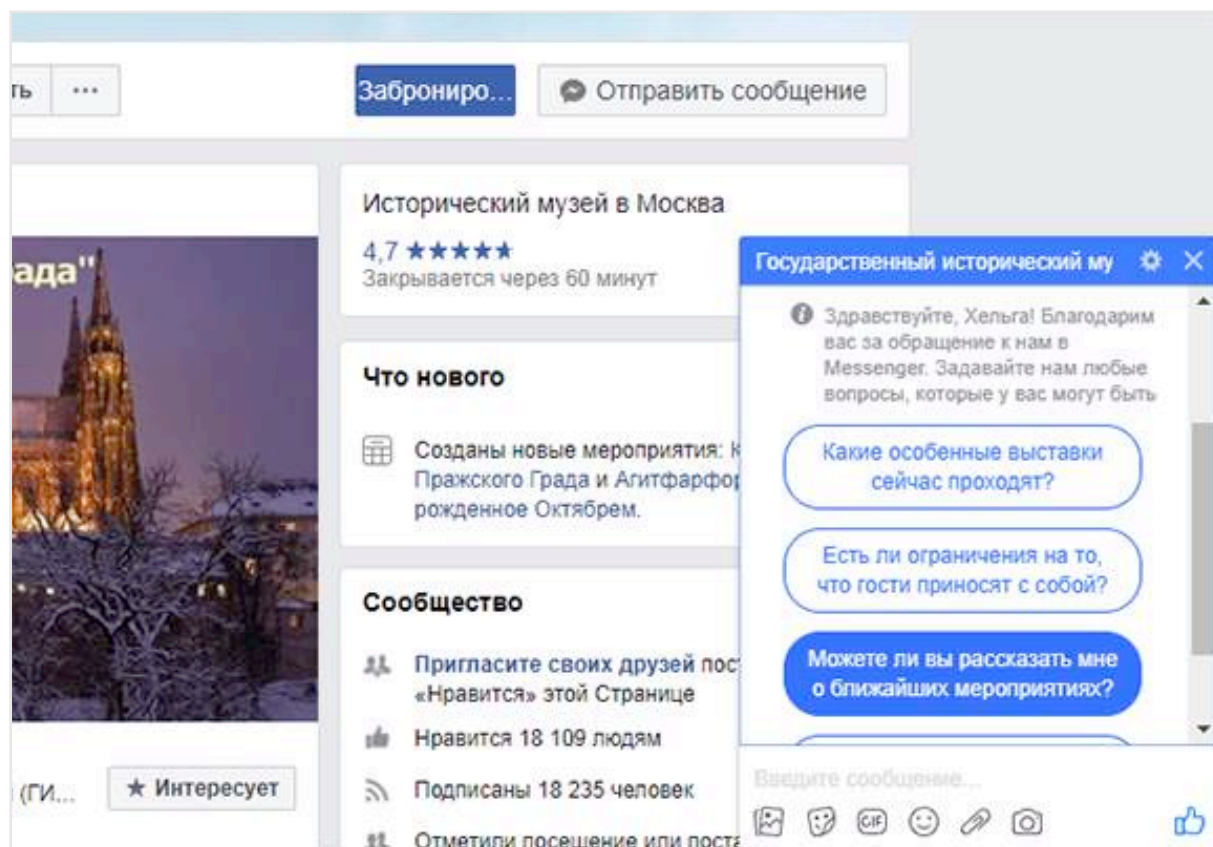 ть ...
Заброниро...
Отправить сообщение
ада"
(ГИ...
Интересует
Исторический музей в Москва
4,7
Закрывается через 60 минут
Что нового
Созданы новые мероприятия:
Пражского Града и Агитфарфор
рожденное Октябрем.
Сообщество
Пригласите своих друзей пос
«Нравится» этой Странице
Нравится 18 109 людям
Подписаны 18 235 человек
Отметили посещение или поста
Государственный исторический му
Здравствуйте, Хельга! Благодарим
вас за обращение к нам в
Messenger. Задавайте нам любые
вопросы, которые у вас могут быть
Какие особенные выставки
сейчас проходят?
Есть ли ограничения на то,
что гости приносят с собой?
Можете ли вы рассказать мне
о ближайших мероприятиях?
Введите сообщение...
GIF